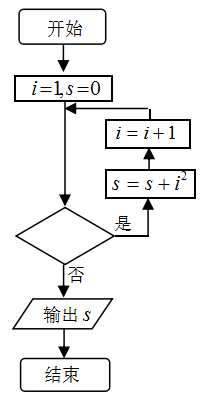 开始
i=1,s=0
i = i+1
s = s+i²
是
否
输出 s
结束